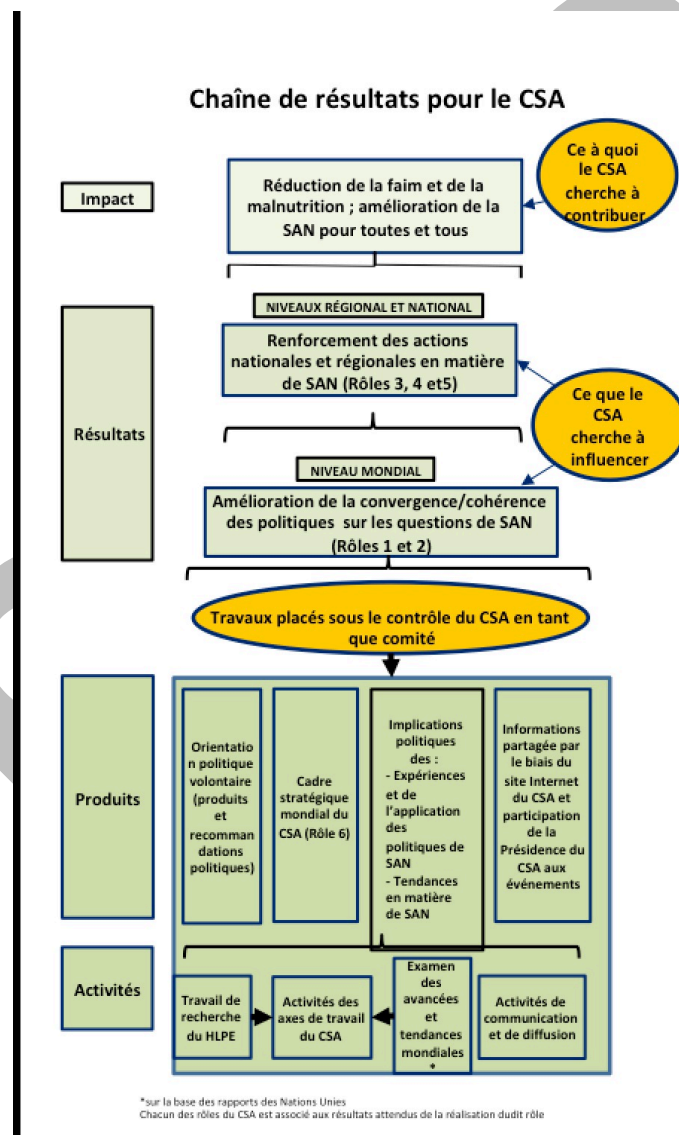 Chaîne de résultats pour le CSA
Ce à quoi
le CSA
cherche à
contribuer
Impact
Réduction de la faim et de la
malnutrition ; amélioration de la
SAN pour toutes et tous
NIVEAUX RÉGIONAL ET NATIONAL
Renforcement des actions
nationales et régionales en matière
de SAN (Rôles 3, 4 et5)
Ce que le
CSA
cherche à
influencer
Résultats
NIVEAU MONDIAL
Amélioration de la convergence/cohérence
des politiques sur les questions de SAN
(Rôles 1 et 2)
Travaux placés sous le contrôle du CSA en tant
que comité
Produits
Orientatio
n politique
volontaire
(produits
et
recomman
dations
politiques)
Cadre
stratégique
mondial du
CSA (Rôle 6)
Implications
politiques
des :
- Expériences
et de
l'application
des
politiques de
SAN
- Tendances
en matière
de SAN
Informations
partagée par
le biais du
site Internet
du CSA et
participation
de la
Présidence du
CSA aux
événements
Activités
Travail de
recherche
du HLPE
Activités des
axes de travail
du CSA
Examen
des
avancées
et
tendances
mondiales
*
Activités de
communication
et de diffusion
*sur la base des rapports des Nations Unies
Chacun des rôles du CSA est associé aux résultats attendus de la réalisation dudit rôle